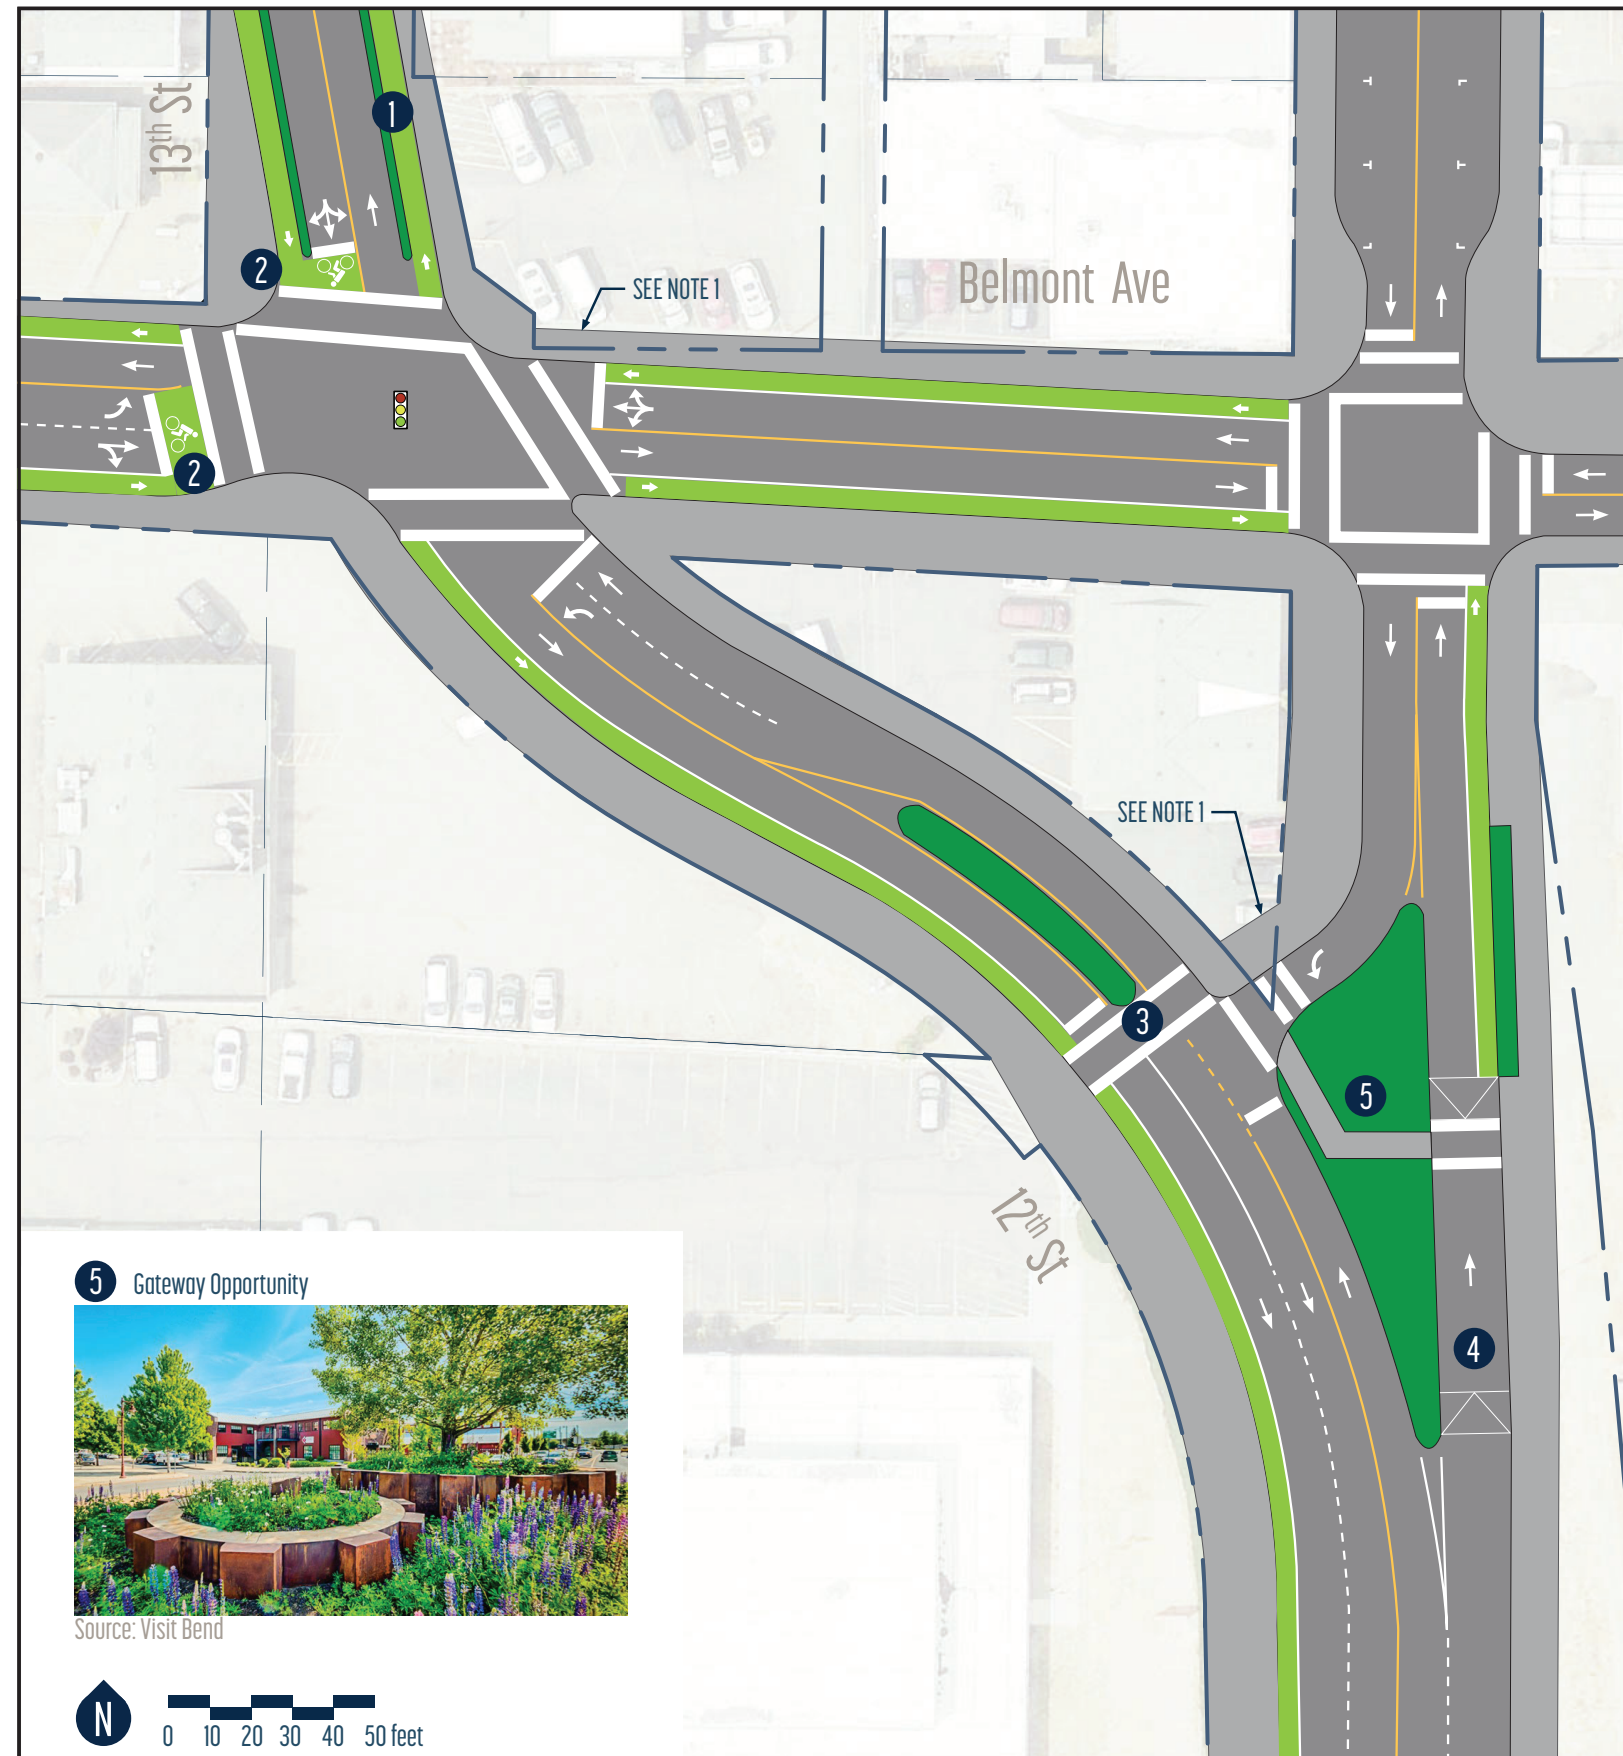 13th St
1
2
SEE NOTE 1
Belmont Ave
2
SEE NOTE 1
3
5
12th St
4
5 Gateway Opportunity
Source: Visit Bend
N
0 10 20 30 40 50 feet